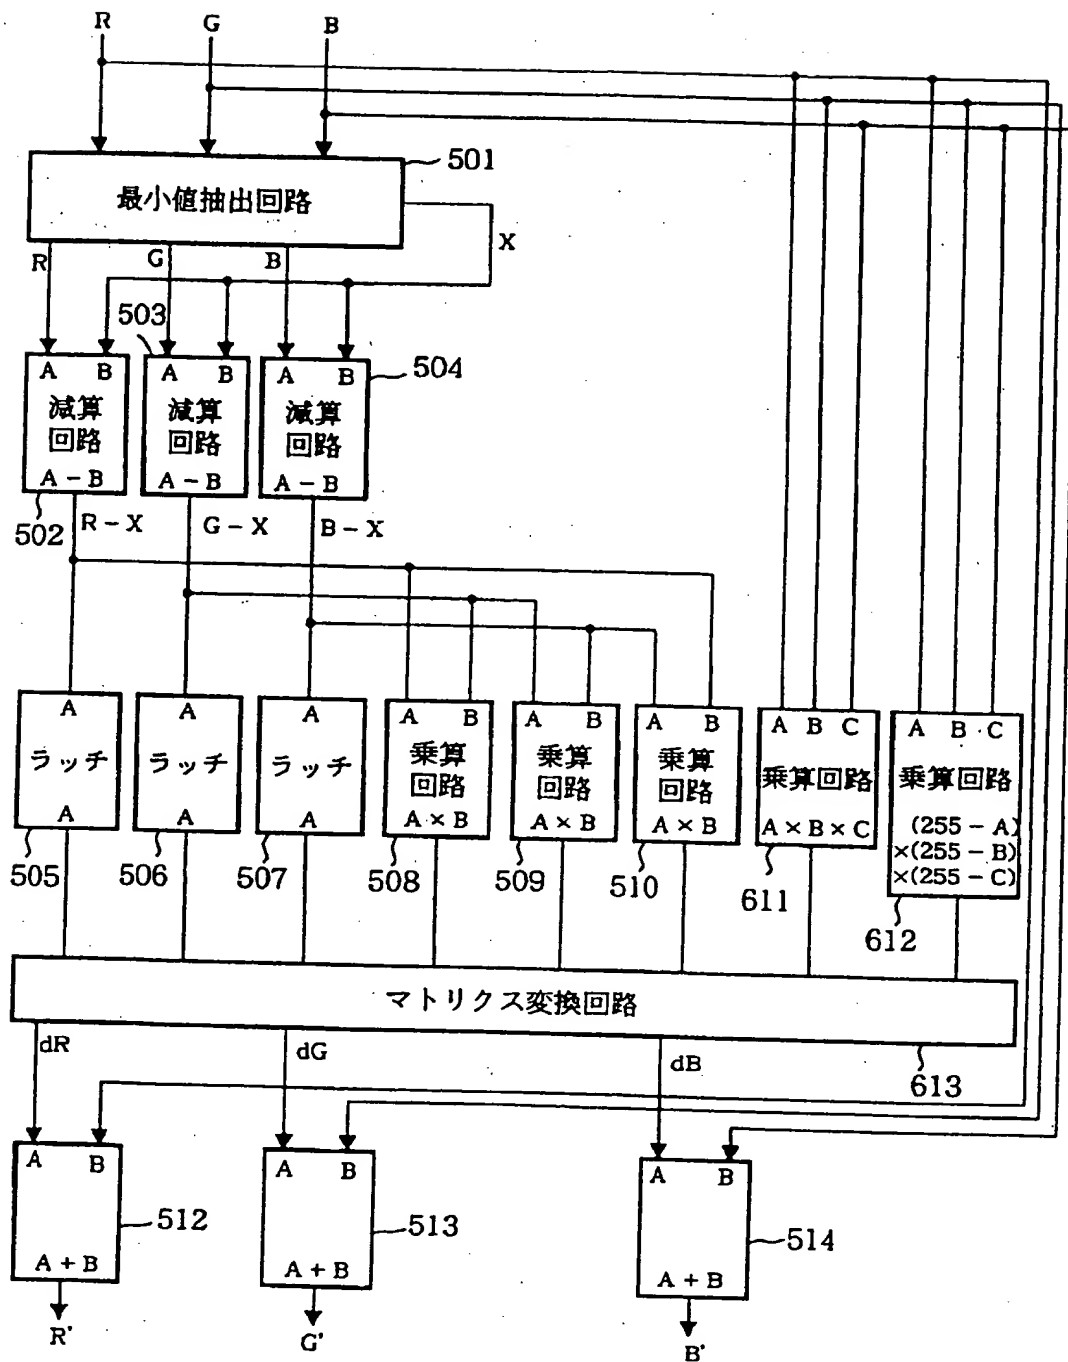 R G B
501
最小値抽出回路
X
R G B
503
504
A B A B A B
減算 減算 減算
回路 回路 回路
A − B A − B A − B
502
R − X G − X B − X
A A A A B A B A B A B C A B C
ラッチ ラッチ ラッチ 乗算 乗算 乗算 乗算回路 乗算回路
回路 回路 回路
A A A A × B A × B A × B A × B × C (255 − A)
×(255 − B)
×(255 − C)
505 506 507 508 509 510 611
612
マトリクス変換回路
dR dG dB
613
A B A B A B
512 513 514
A + B A + B A + B
R' G' B'